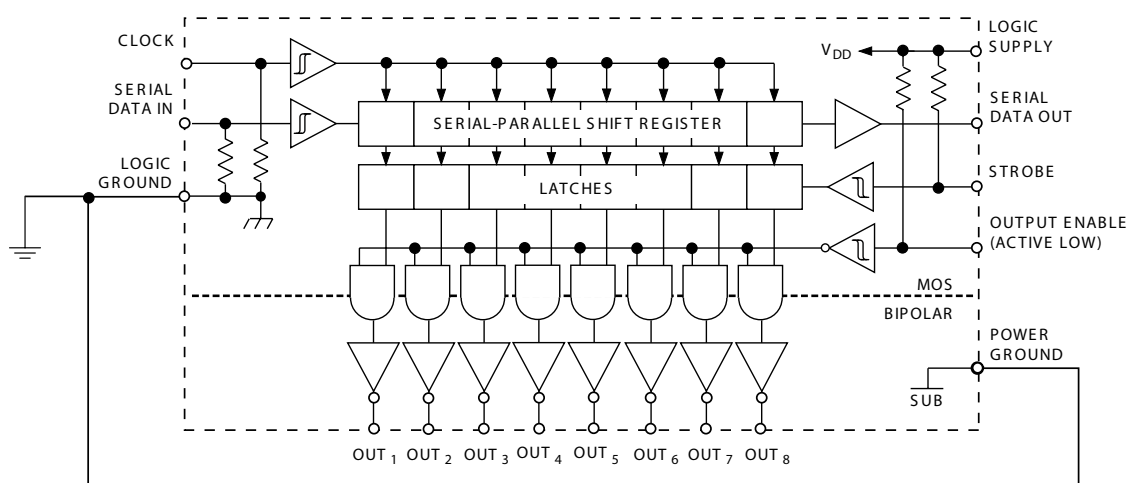 CLOCK
SERIAL
DATA IN
LOGIC
GROUND
LOGIC
SUPPLY
V DD
SERIAL
DATA OUT
SERIAL-PARALLEL SHIFT REGISTER
STROBE
LATCHES
OUTPUT ENABLE
(ACTIVE LOW)
MOS
BIPOLAR
POWER
GROUND
SUB
OUT 1 OUT 2 OUT 3 OUT 4 OUT 5 OUT 6 OUT 7 OUT 8